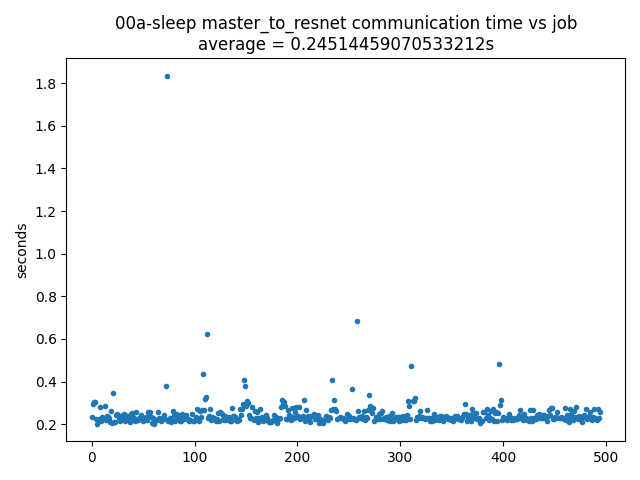 00a-sleep master_to_resnet communication time vs job
average = 0.24514459070533212s
1.8
1.6
1.4
1.2
1.0
0.8
0.6
0.4
0.2
seconds
0 100 200 300 400 500